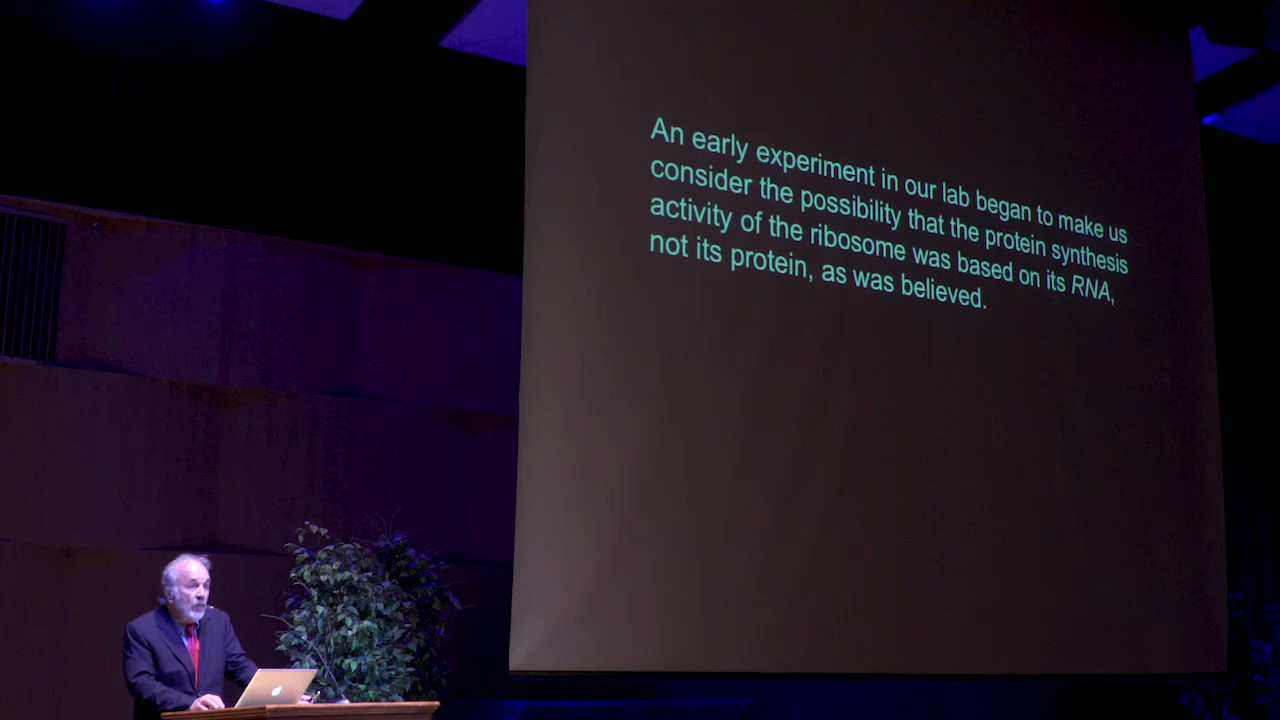 An early experiment in our lab began to make us
consider the possibility that the protein synthesis
activity of the ribosome was based on its RNA,
not its protein, as was believed.